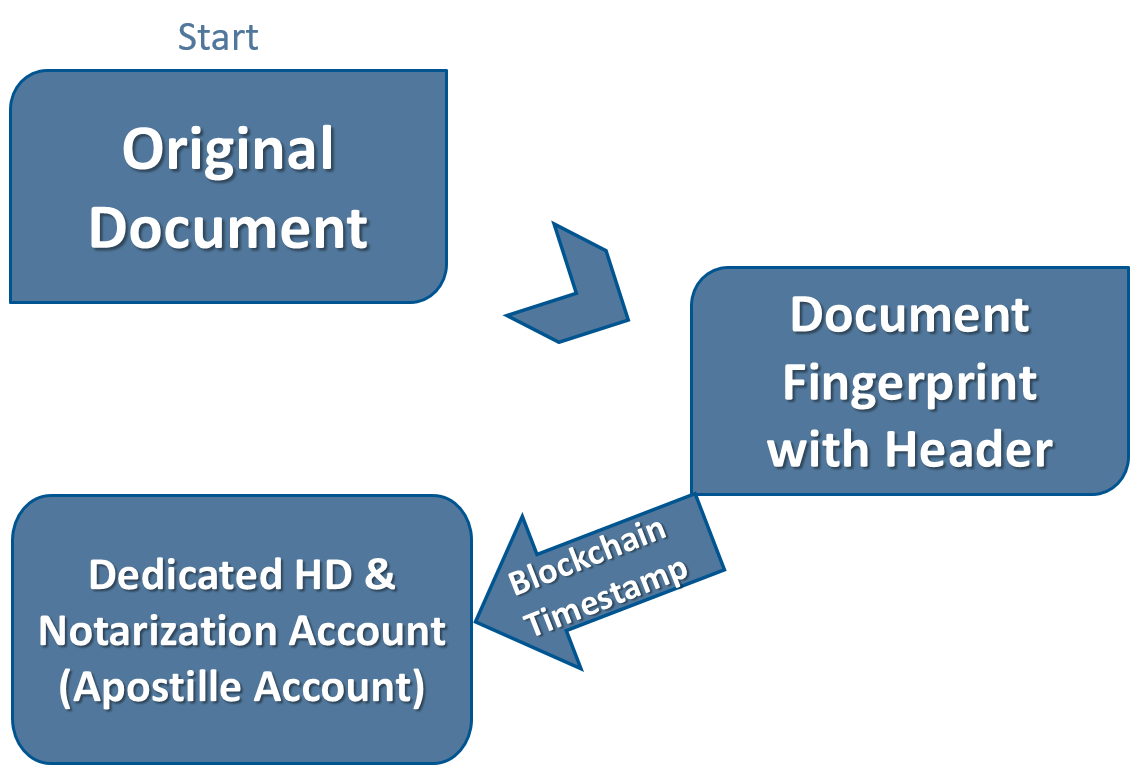 Start
Original
Document
Document
Fingerprint
with Header
Blockchain
Timestamp
Dedicated HD &
Notarization Account
(Apostille Account)